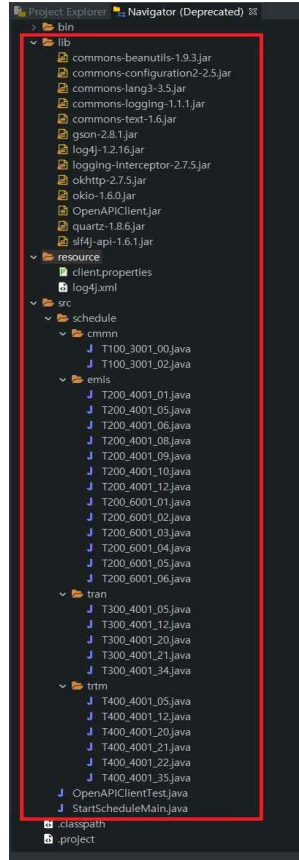 Project Explorer Navigator (Deprecated)
bin
lib
commons-beanutils-1.9.3.jar
commons-configuration2-2.5.jar
commons-lang3-3.5.jar
commons-logging-1.1.1.jar
commons-text-1.6.jar
gson-2.8.1.jar
log4j-1.2.16.jar
logging-interceptor-2.7.5.jar
okhttp-2.7.5.jar
okio-1.6.0.jar
OpenAPIClient.jar
quartz-1.8.6.jar
slf4j-api-1.6.1.jar
resource
client.properties
log4j.xml
src
schedule
cmmn
T100_3001_00.java
T100_3001_02.java
emis
T200_4001_01.java
T200_4001_05.java
T200_4001_06.java
T200_4001_08.java
T200_4001_09.java
T200_4001_10.java
T200_4001_12.java
T200_6001_01.java
T200_6001_02.java
T200_6001_03.java
T200_6001_04.java
T200_6001_05.java
T200_6001_06.java
tran
T300_4001_05.java
T300_4001_12.java
T300_4001_20.java
T300_4001_21.java
T300_4001_34.java
trtm
T400_4001_05.java
T400_4001_12.java
T400_4001_20.java
T400_4001_21.java
T400_4001_22.java
T400_4001_35.java
OpenAPIClientTest.java
StartScheduleMain.java
.classpath
.project